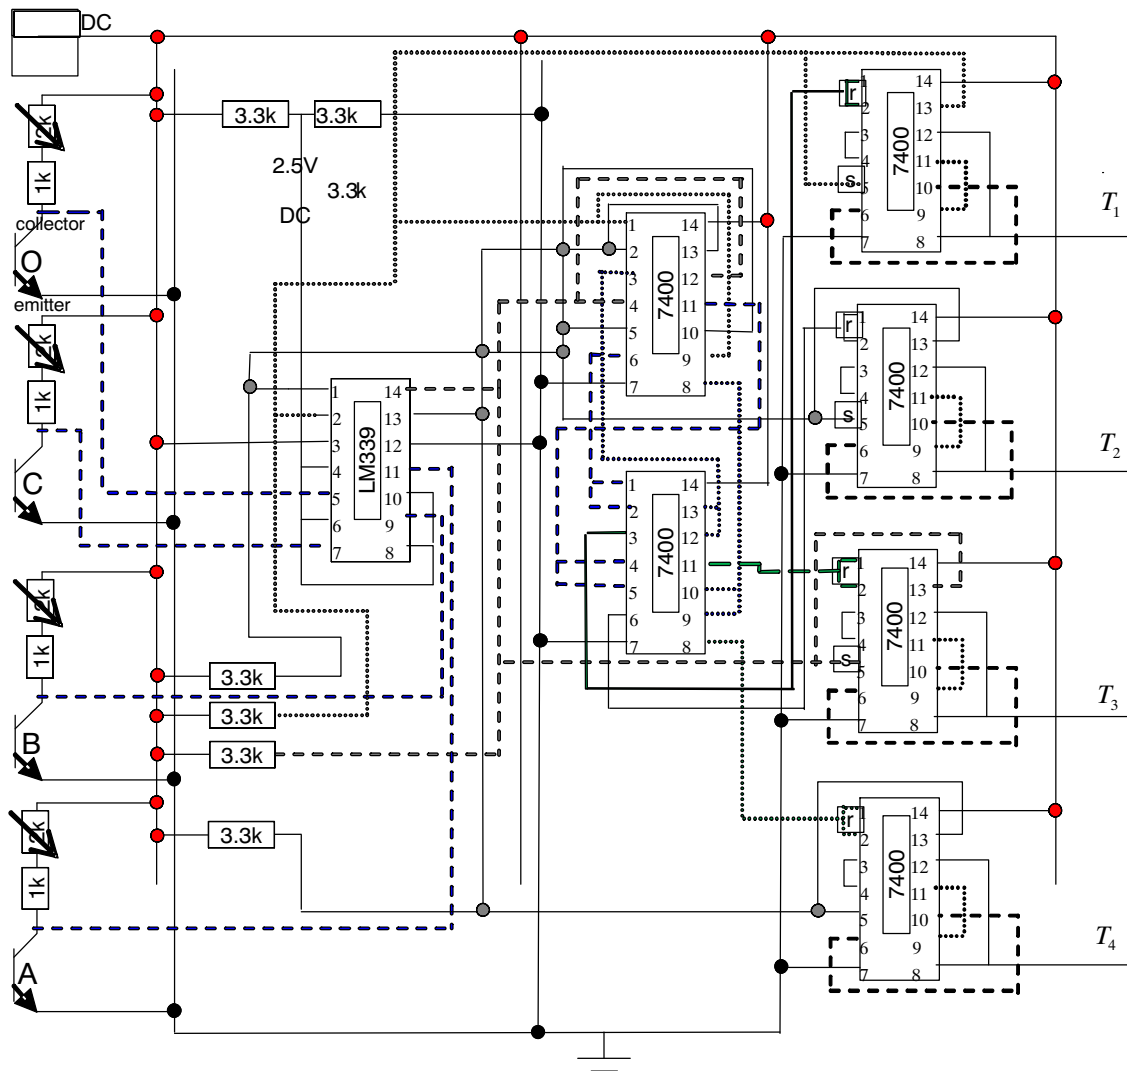 DC
2k
1k
collector
O
emitter
2k
1k
C
2k
1k
B
2k
1k
A
3.3k 3.3k
2.5V
3.3k
DC
3.3k
3.3k
3.3k
3.3k
LM339
1 14
2 13
3 12
4 11
5 10
6 9
7 8
7400
1 14
2 13
3 12
4 11
5 10
6 9
7 8
7400
1 14
2 13
3 12
4 11
5 10
6 9
7 8
r
s
7400
1 14
2 13
3 12
4 11
5 10
6 9
7 8
T1
r
s
7400
1 14
2 13
3 12
4 11
5 10
6 9
7 8
T2
r
s
7400
1 14
2 13
3 12
4 11
5 10
6 9
7 8
T3
r
7400
1 14
2 13
3 12
4 11
5 10
6 9
7 8
T4